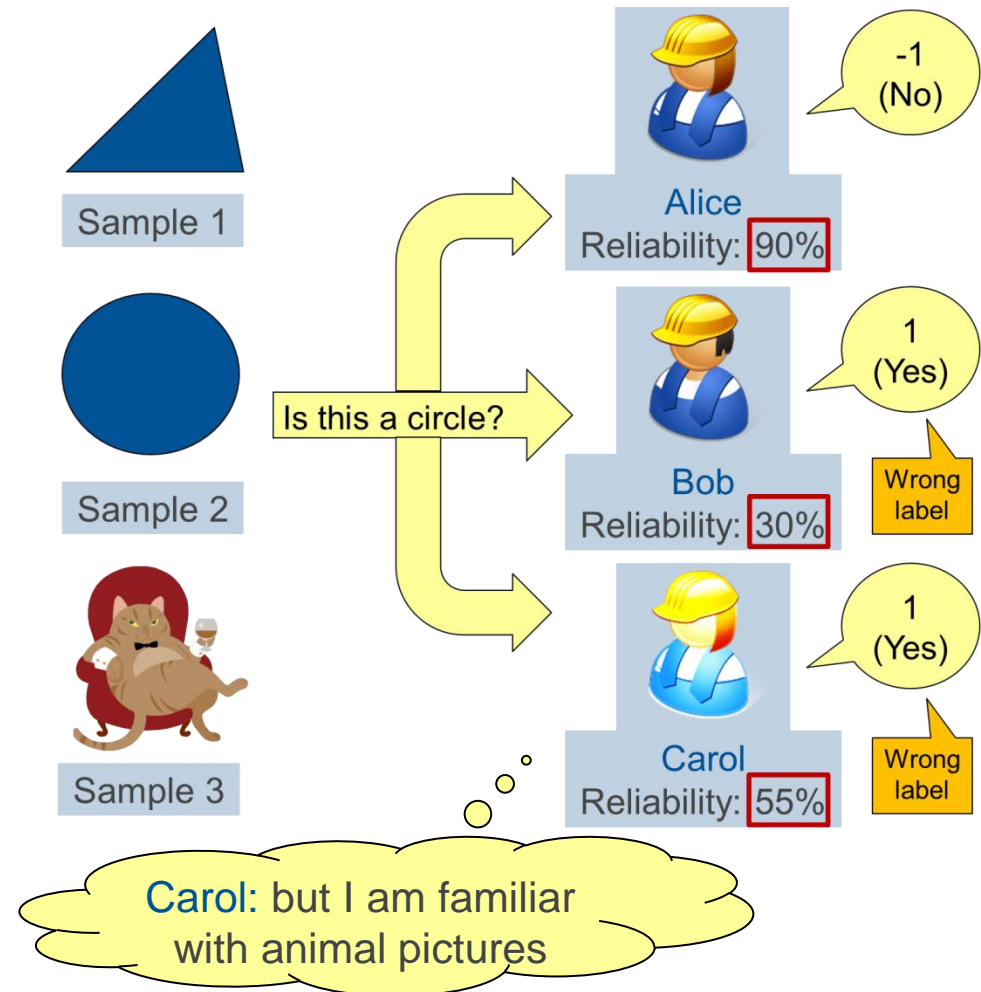 Sample 1
Sample 2
Sample 3
Is this a circle?
Alice
Reliability: 90%
-1
(No)
Bob
Reliability: 30%
1
(Yes)
Wrong
label
Carol
Reliability: 55%
1
(Yes)
Wrong
label
Carol: but I am familiar
with animal pictures